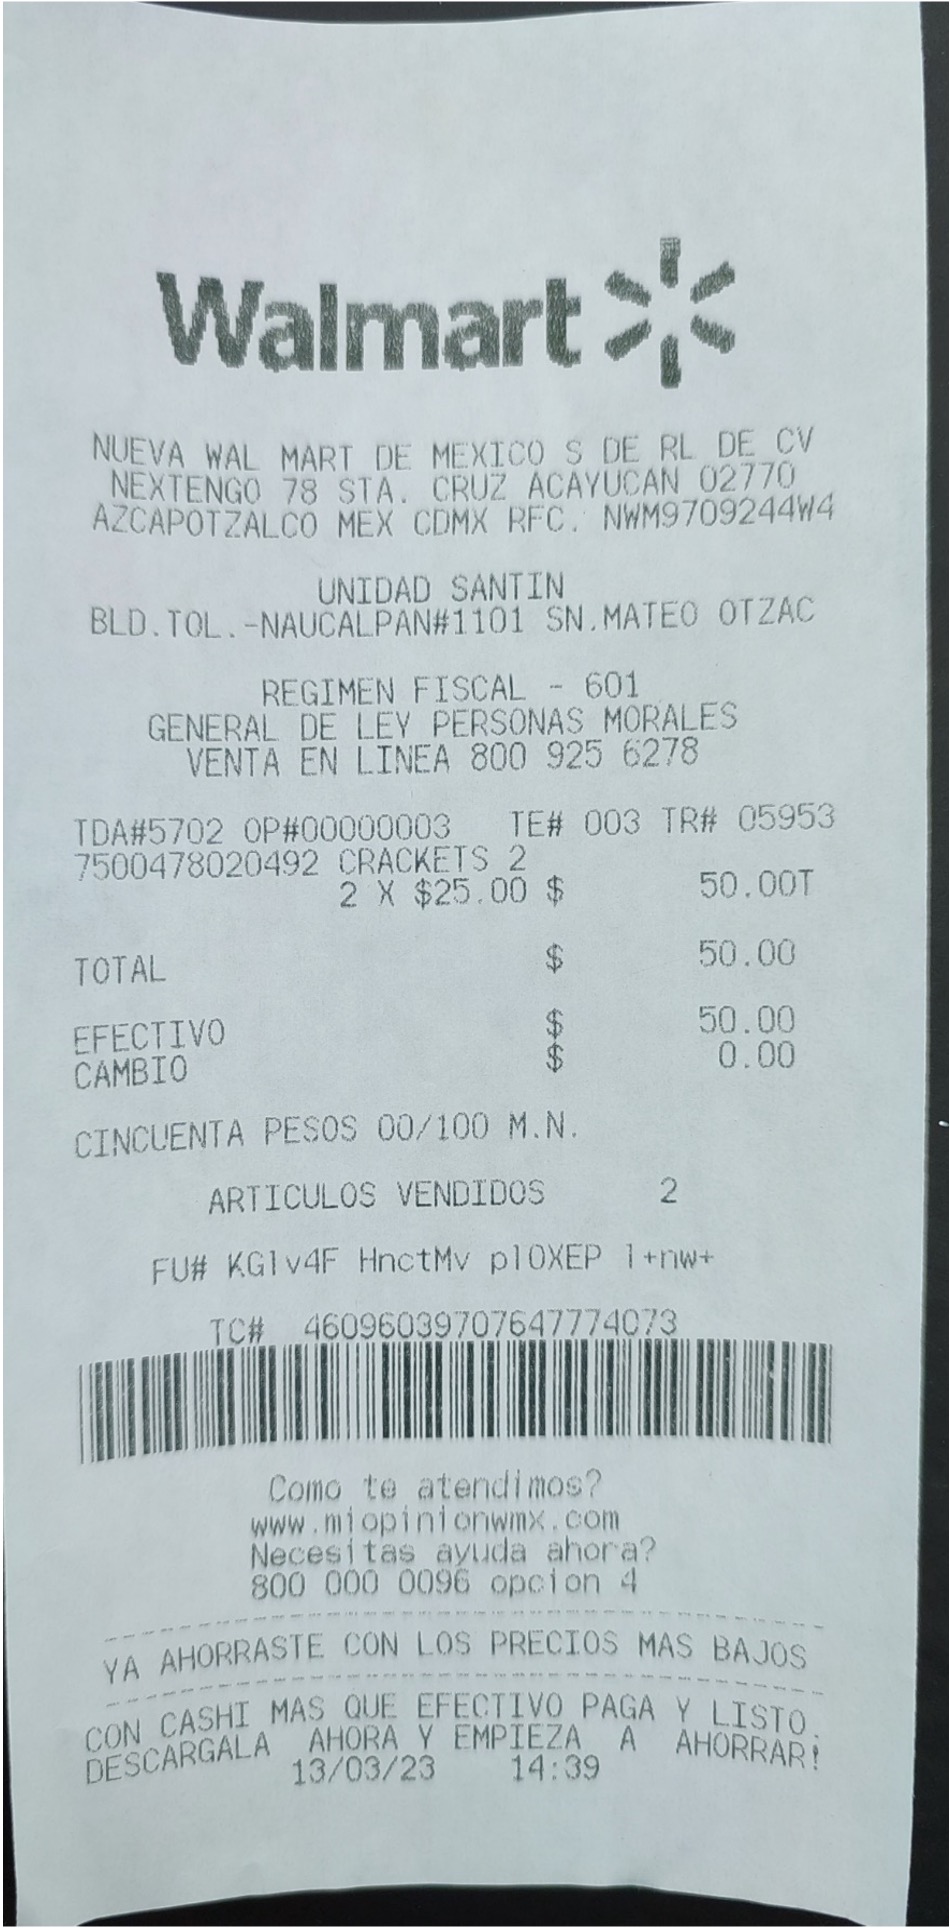 Walmart
NUEVA WAL MART DE MEXICO S DE RL DE CV
NEXTENGO 78 STA. CRUZ ACAYUCAN 02770
AZCAPOTZALCO MEX CDMX RFC. NWM9709244W4
UNIDAD SANTIN
BLD.TOL.-NAUCALPAN#1101 SN.MATEO OTZAC
REGIMEN FISCAL - 601
GENERAL DE LEY PERSONAS MORALES
VENTA EN LINEA 800 925 6278
TDA#5702 OP#00000003 TE# 003 TR# 05953
7500478020492 CRACKETS 2
2 X $25.00 $ 50.00T
TOTAL $ 50.00
EFECTIVO $ 50.00
CAMBIO $ 0.00
CINCUENTA PESOS 00/100 M.N.
ARTICULOS VENDIDOS 2
FU# KGlv4F HnctMv pl0XEP l+nw+
TC# 46096039707647774073
Como te atendimos?
www.miopinionwmx.com
Necesitas ayuda ahora?
800 000 0096 opcion 4
YA AHORRASTE CON LOS PRECIOS MAS BAJOS
CON CASHI MAS QUE EFECTIVO PAGA Y LISTO.
DESCARGALA AHORA Y EMPIEZA A AHORRAR!
13/03/23 14:39